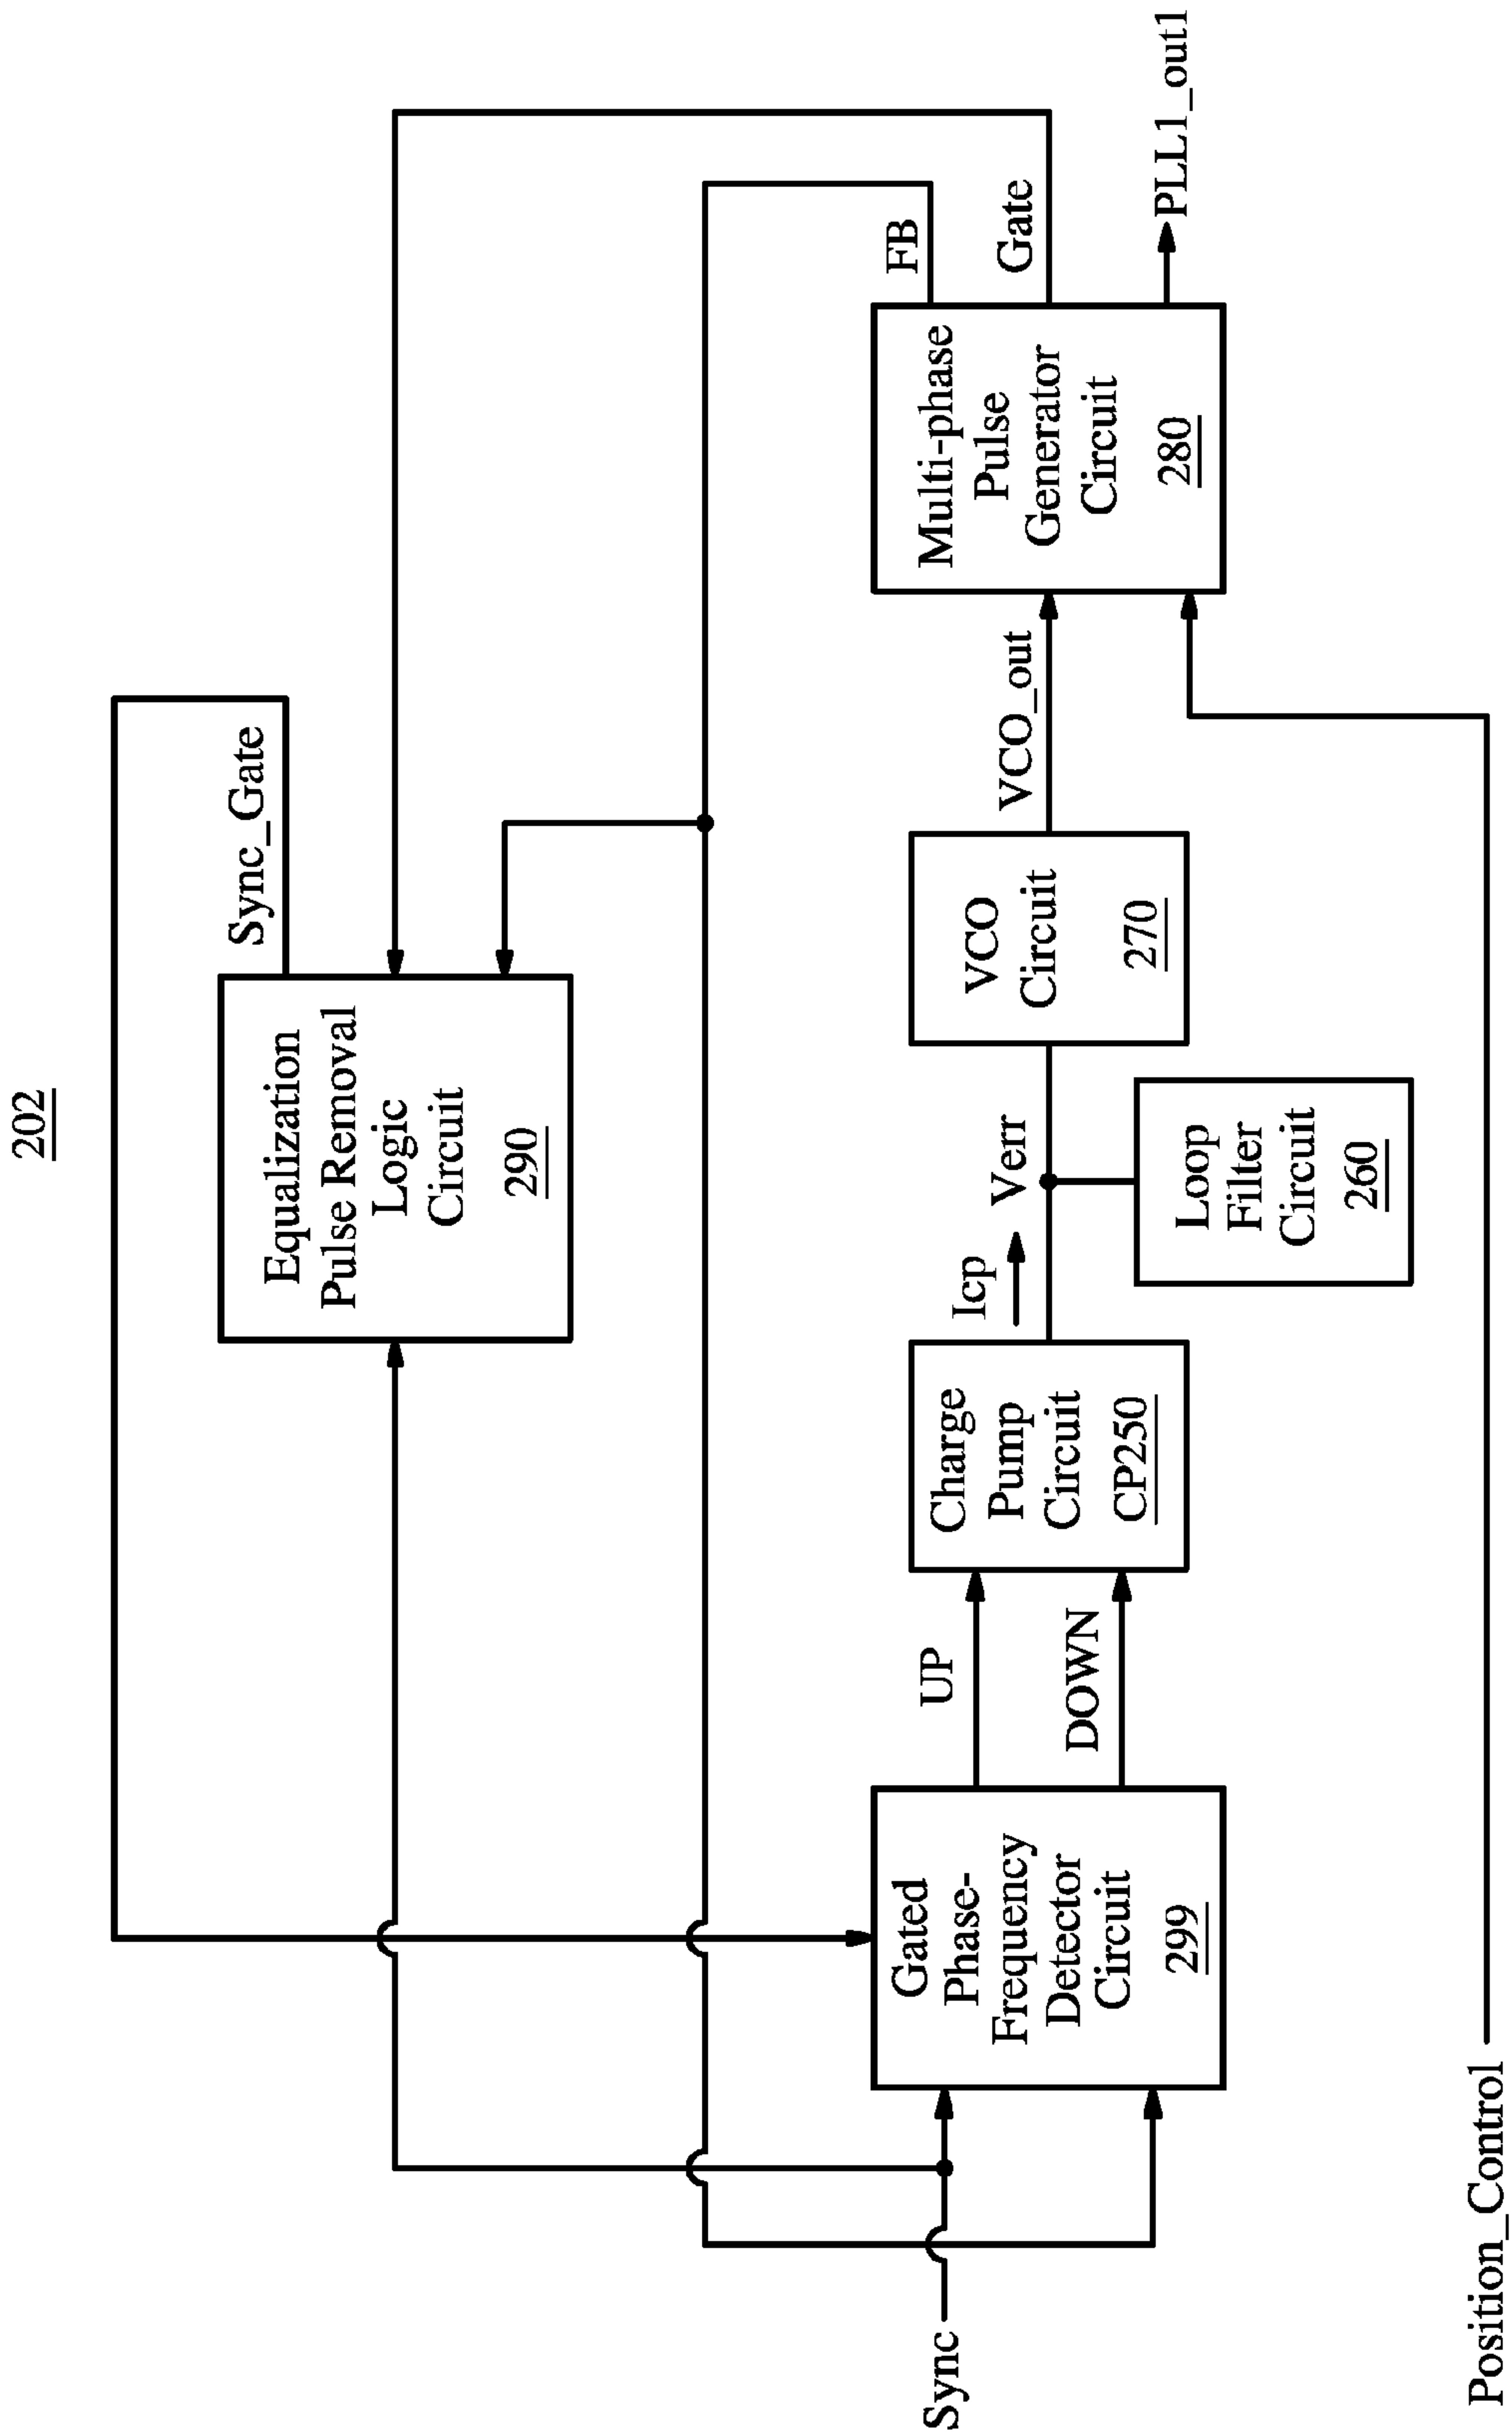 202
Equalization
Pulse Removal
Logic
Circuit
290
Sync_Gate
FB
Gate
Sync
Gated
Phase-
Frequency
Detector
Circuit
299
UP
DOWN
Charge
Pump
Circuit
CP250
Icp
Verr
Loop
Filter
Circuit
260
VCO
Circuit
270
VCO_out
Multi-phase
Pulse
Generator
Circuit
280
PLL1_out1
Position_Control